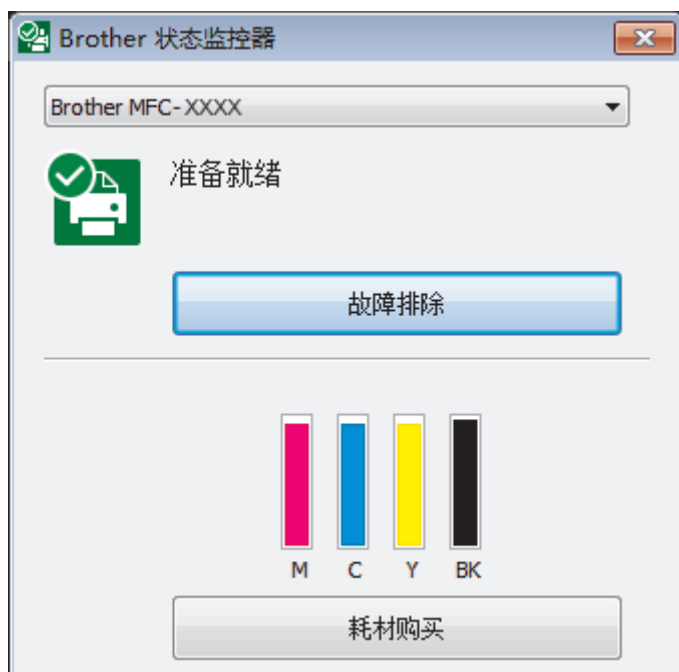 Brother 状态监控器
Brother MFC- XXXX
准备就绪
故障排除
M C Y BK
耗材购买